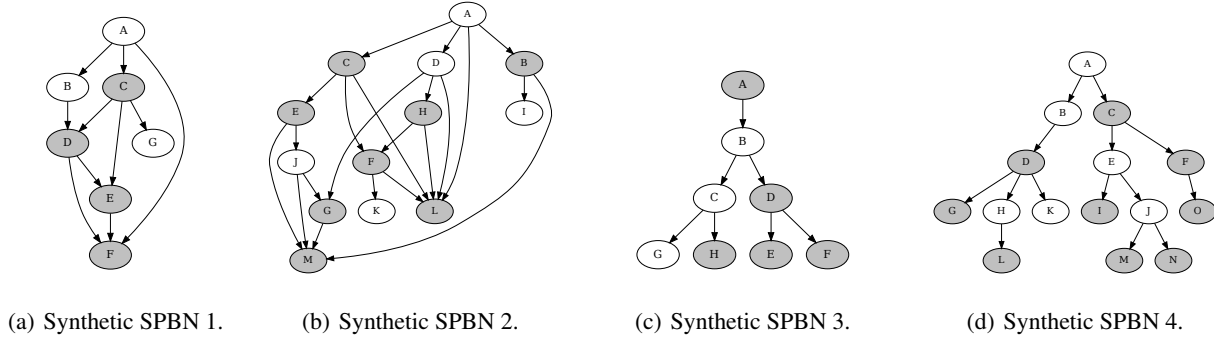 A
B
C
D
G
E
F
A
C
D
B
E
H
I
J
F
G
K
L
M
A
B
C
D
G
H
E
F
A
B
C
D
E
F
G
H
K
I
J
O
L
M
N
(a) Synthetic SPBN 1.
(b) Synthetic SPBN 2.
(c) Synthetic SPBN 3.
(d) Synthetic SPBN 4.